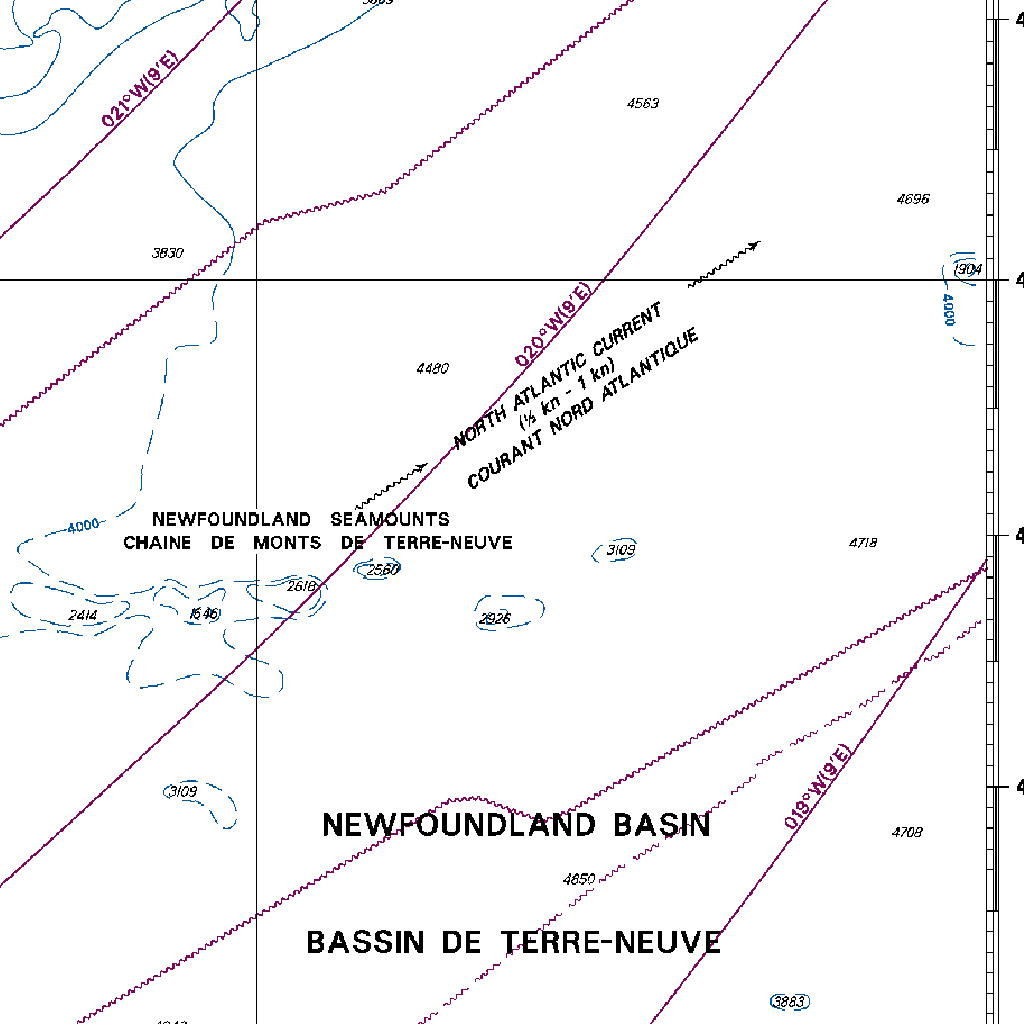 021°W(9'E)
4563
4696
3830
1904
4000
020°W(9'E)
NORTH ATLANTIC CURRENT
(½ kn - 1 kn)
COURANT NORD ATLANTIQUE
4480
NEWFOUNDLAND SEAMOUNTS
CHAINE DE MONTS DE TERRE-NEUVE
4000
3109
4718
2560
2618
2414
1646
2926
3109
019°W(9'E)
NEWFOUNDLAND BASIN
4708
4650
BASSIN DE TERRE-NEUVE
3883